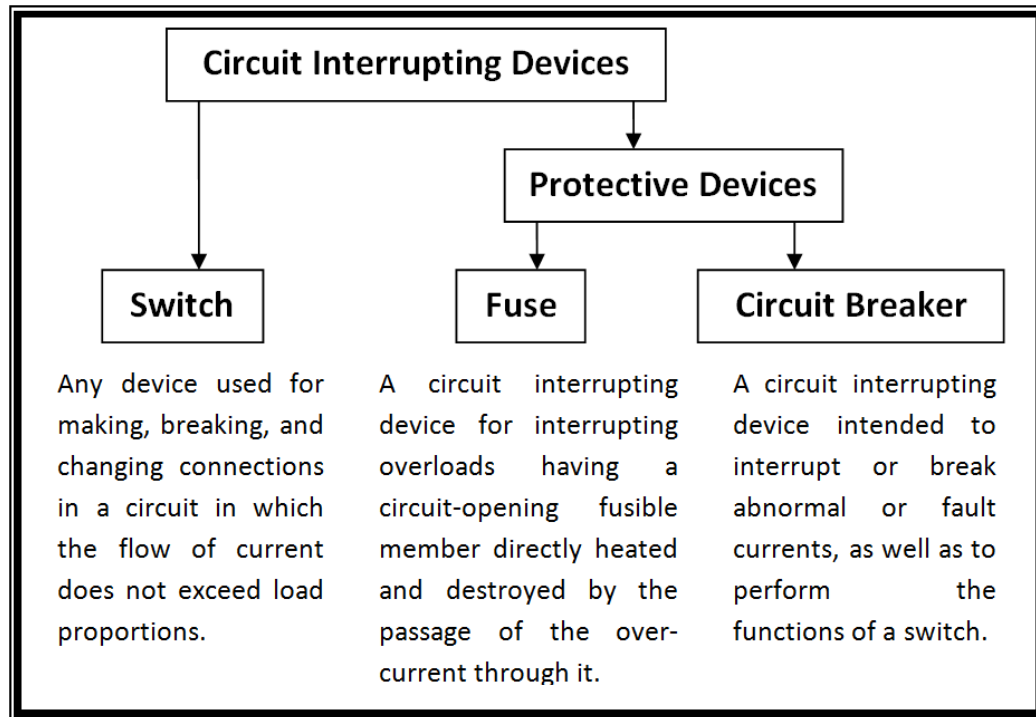 Circuit Interrupting Devices
Protective Devices
Switch
Fuse
Circuit Breaker
Any device used for
making, breaking, and
changing connections
in a circuit in which
the flow of current
does not exceed load
proportions.
A circuit interrupting
device for interrupting
overloads having a
circuit-opening fusible
member directly heated
and destroyed by the
passage of the over-
current through it.
A circuit interrupting
device intended to
interrupt or break
abnormal or fault
currents, as well as to
perform the
functions of a switch.